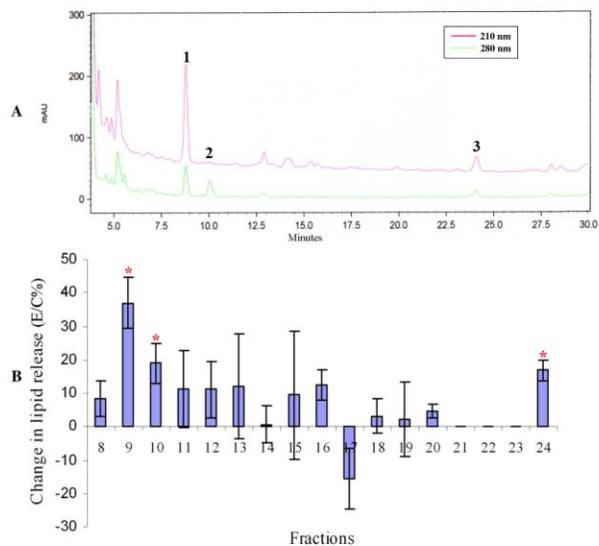 A
mAU
300
200
100
0
210 nm
280 nm
1
2
3
5.0 7.5 10.0 12.5 15.0 17.5 20.0 22.5 25.0 27.5 30.0
Minutes
B
Change in lipid release (E/C%)
50
40
30
20
10
0
-10
-20
-30
* * *
8 9 10 11 12 13 14 15 16 17 18 19 20 21 22 23 24
Fractions